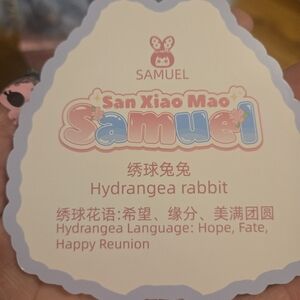 SAMUEL
San Xiao Mao
Samuel
绣球兔兔
Hydrangea rabbit
绣球花语:希望、缘分、美满团圆
Hydrangea Language: Hope, Fate,
Happy Reunion